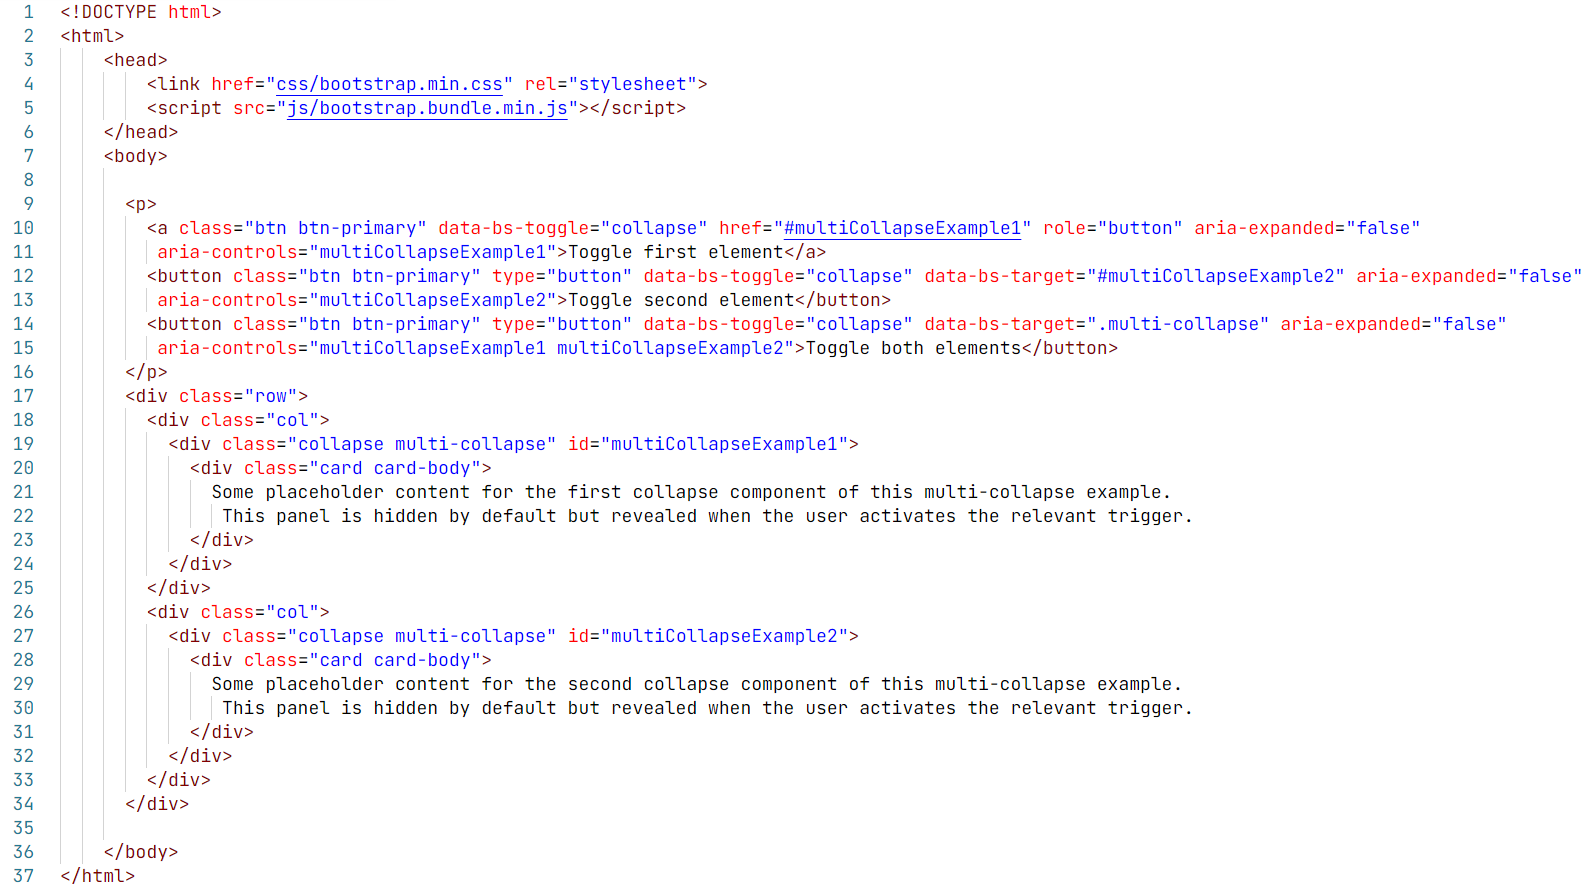 1 <!DOCTYPE html>
2 <html>
3 <head>
4 <link href="css/bootstrap.min.css" rel="stylesheet">
5 <script src="js/bootstrap.bundle.min.js"></script>
6 </head>
7 <body>
8
9 <p>
10 <a class="btn btn-primary" data-bs-toggle="collapse" href="#multiCollapseExample1" role="button" aria-expanded="false"
11 aria-controls="multiCollapseExample1">Toggle first element</a>
12 <button class="btn btn-primary" type="button" data-bs-toggle="collapse" data-bs-target="#multiCollapseExample2" aria-expanded="false"
13 aria-controls="multiCollapseExample2">Toggle second element</button>
14 <button class="btn btn-primary" type="button" data-bs-toggle="collapse" data-bs-target=".multi-collapse" aria-expanded="false"
15 aria-controls="multiCollapseExample1 multiCollapseExample2">Toggle both elements</button>
16 </p>
17 <div class="row">
18 <div class="col">
19 <div class="collapse multi-collapse" id="multiCollapseExample1">
20 <div class="card card-body">
21 Some placeholder content for the first collapse component of this multi-collapse example.
22 This panel is hidden by default but revealed when the user activates the relevant trigger.
23 </div>
24 </div>
25 </div>
26 <div class="col">
27 <div class="collapse multi-collapse" id="multiCollapseExample2">
28 <div class="card card-body">
29 Some placeholder content for the second collapse component of this multi-collapse example.
30 This panel is hidden by default but revealed when the user activates the relevant trigger.
31 </div>
32 </div>
33 </div>
34 </div>
35
36 </body>
37 </html>